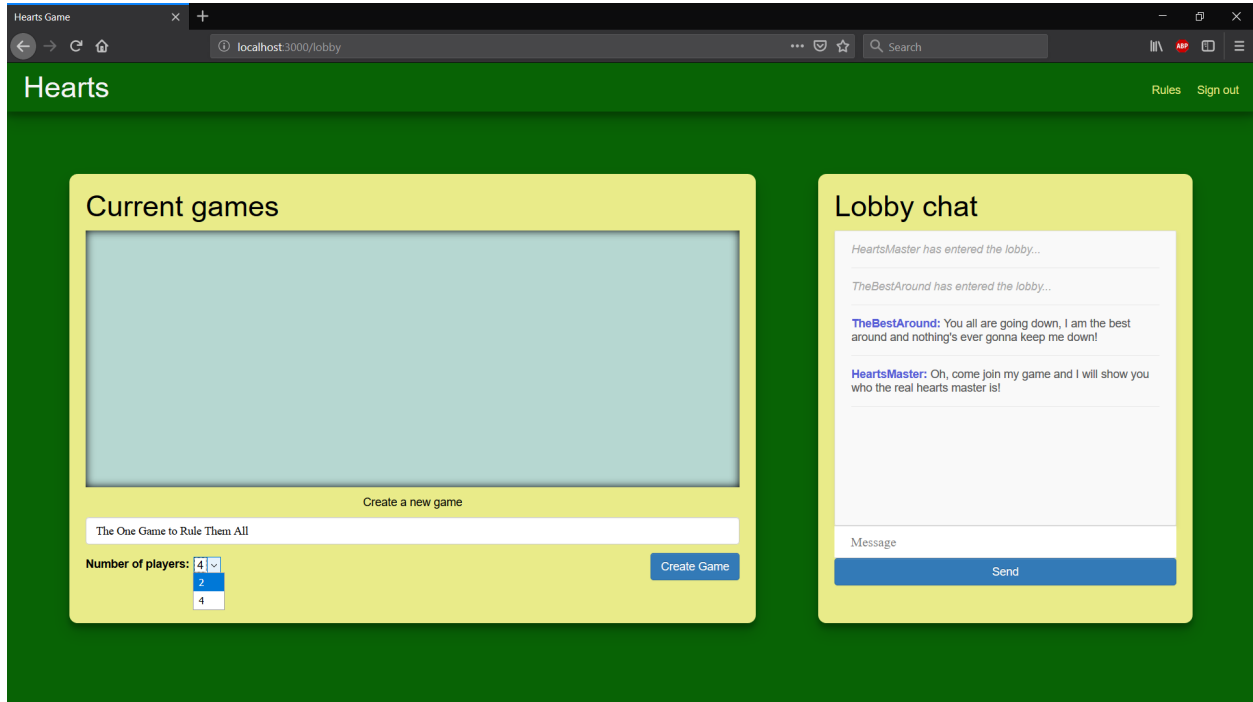 Hearts Game
localhost:3000/lobby
Search
ABP
Hearts
Rules Sign out
Current games
Create a new game
The One Game to Rule Them All
Number of players: 4
2
4
Create Game
Lobby chat
HeartsMaster has entered the lobby...
TheBestAround has entered the lobby...
TheBestAround: You all are going down, I am the best
around and nothing's ever gonna keep me down!
HeartsMaster: Oh, come join my game and I will show you
who the real hearts master is!
Message
Send